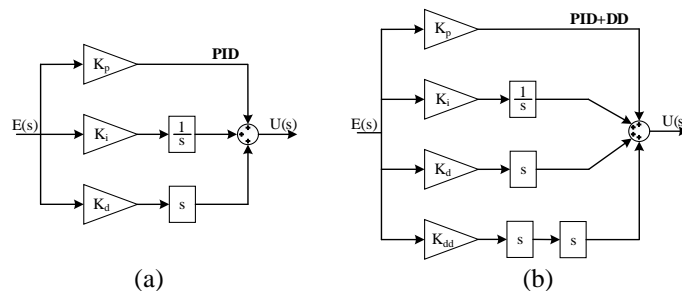 PID
K_p
E(s)
K_i
1/s
U(s)
K_d
s
(a)
PID+DD
K_p
K_i
1/s
E(s)
U(s
K_d
s
K_dd
s
s
(b)